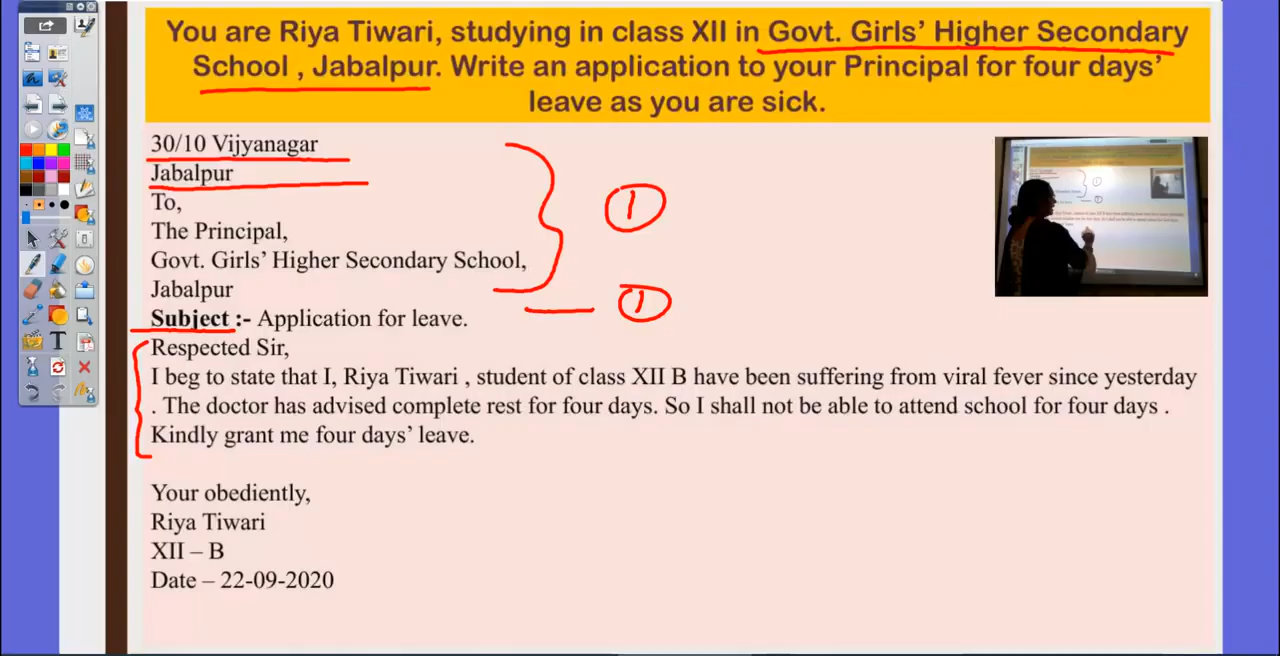 You are Riya Tiwari, studying in class XII in Govt. Girls’ Higher Secondary
School , Jabalpur. Write an application to your Principal for four days’
leave as you are sick.
30/10 Vijyanagar
Jabalpur
To,
The Principal,
Govt. Girls’ Higher Secondary School,
Jabalpur
1
1
Subject :- Application for leave.
Respected Sir,
I beg to state that I, Riya Tiwari , student of class XII B have been suffering from viral fever since yesterday
. The doctor has advised complete rest for four days. So I shall not be able to attend school for four days .
Kindly grant me four days’ leave.
Your obediently,
Riya Tiwari
XII – B
Date – 22-09-2020